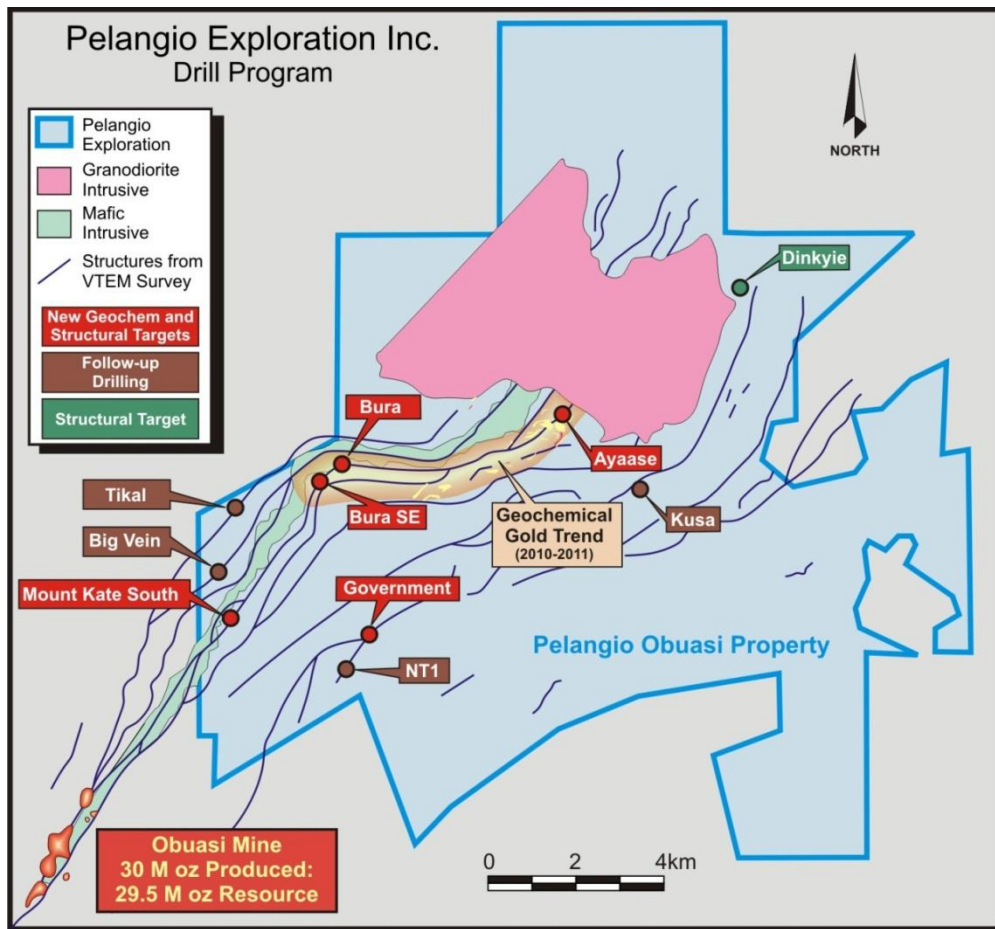 Pelangio Exploration Inc.
Drill Program
Pelangio
Exploration
Granodiorite
Intrusive
Mafic
Intrusive
Structures from
VTEM Survey
New Geochem and
Structural Targets
Follow-up
Drilling
Structural Target
NORTH
Dinkyie
Bura
Ayaase
Tikal
Bura SE
Geochemical
Gold Trend
(2010-2011)
Kusa
Big Vein
Mount Kate South
Government
Pelangio Obuasi Property
NT1
Obuasi Mine
30 M oz Produced:
29.5 M oz Resource
0 2 4km